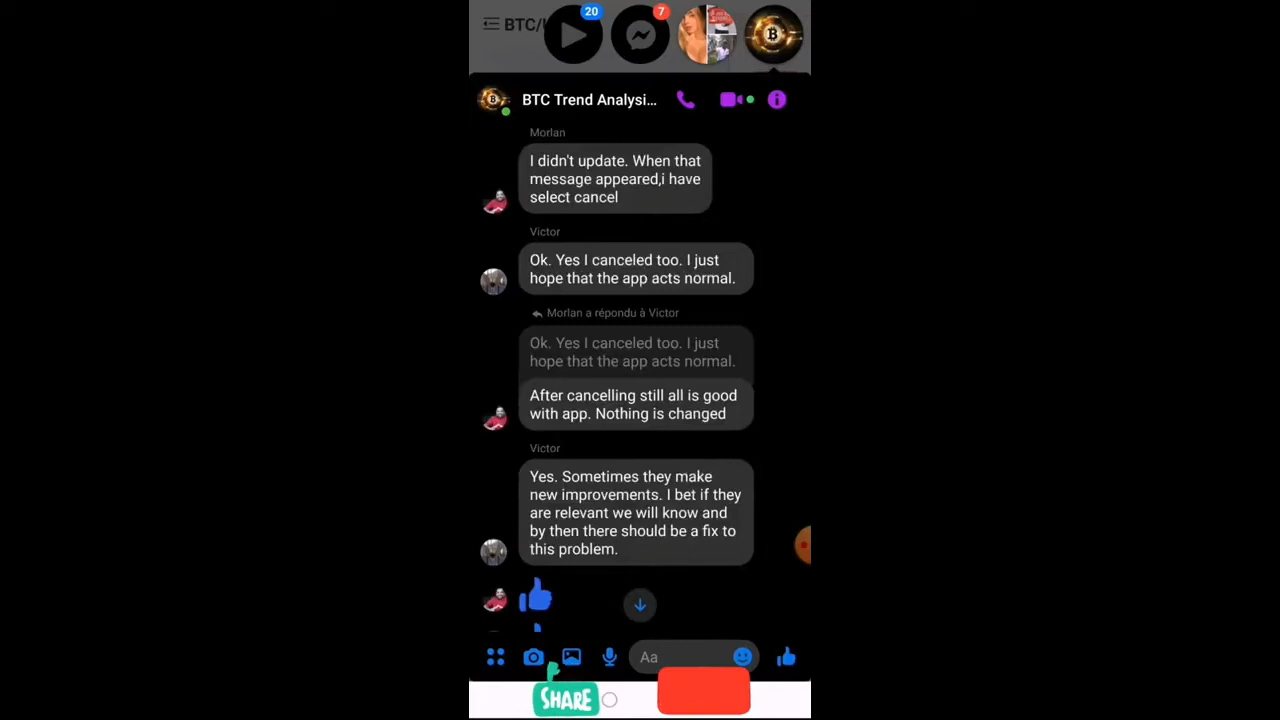 20
7
BTC/
BTC Trend Analysi...
Morlan
I didn't update. When that
message appeared,i have
select cancel
Victor
Ok. Yes I canceled too. I just
hope that the app acts normal.
Morlan a répondu à Victor
Ok. Yes I canceled too. I just
hope that the app acts normal.
After cancelling still all is good
with app. Nothing is changed
Victor
Yes. Sometimes they make
new improvements. I bet if they
are relevant we will know and
by then there should be a fix to
this problem.
Aa
SHARE